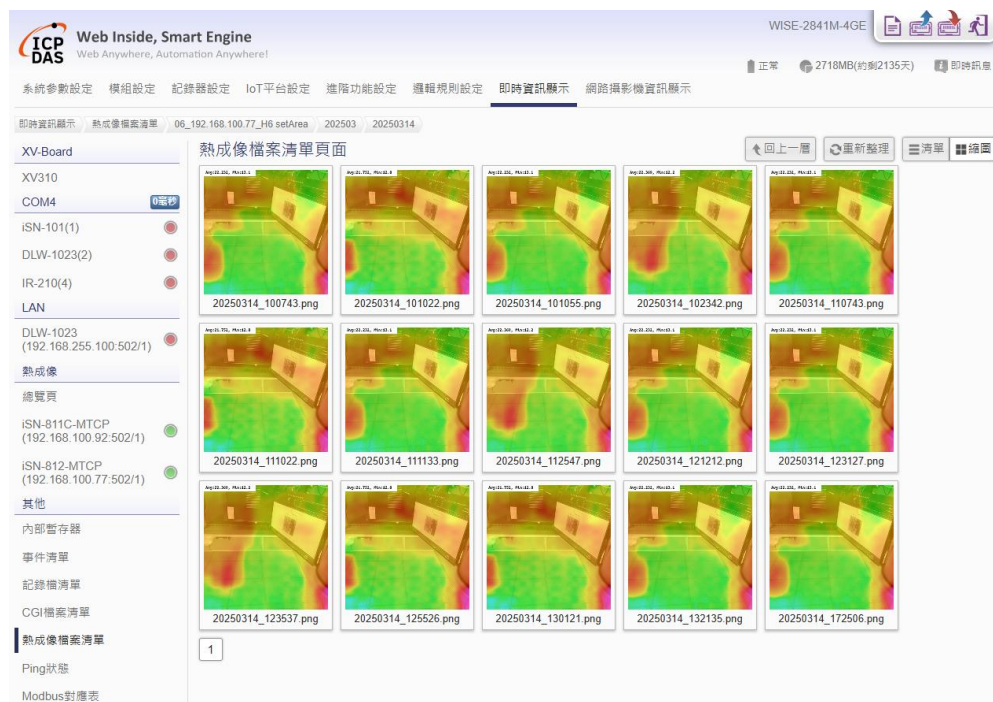 ICP DAS
Web Inside, Smart Engine
Web Anywhere, Automation Anywhere!
WISE-2841M-4GE
正常
2718MB(約剩2135天)
即時訊息
系統參數設定 模組設定 記錄器設定 IoT平台設定 進階功能設定 邏輯規則設定 即時資訊顯示 網路攝影機資訊顯示
即時資訊顯示 熱成像檔案清單 06_192.168.100.77_H6 setArea 202503 20250314
XV-Board
XV310
COM4 0毫秒
iSN-101(1)
DLW-1023(2)
IR-210(4)
LAN
DLW-1023
(192.168.255.100:502/1)
熱成像
總覽頁
iSN-811C-MTCP
(192.168.100.92:502/1)
iSN-812-MTCP
(192.168.100.77:502/1)
其他
內部暫存器
事件清單
記錄檔清單
CGI檔案清單
熱成像檔案清單
Ping狀態
Modbus對應表
熱成像檔案清單頁面
回上一層 重新整理 清單 縮圖
20250314_100743.png 20250314_101022.png 20250314_101055.png 20250314_102342.png 20250314_110743.png
20250314_111022.png 20250314_111133.png 20250314_112547.png 20250314_121212.png 20250314_123127.png
20250314_123537.png 20250314_125526.png 20250314_130121.png 20250314_132135.png 20250314_172506.png
1